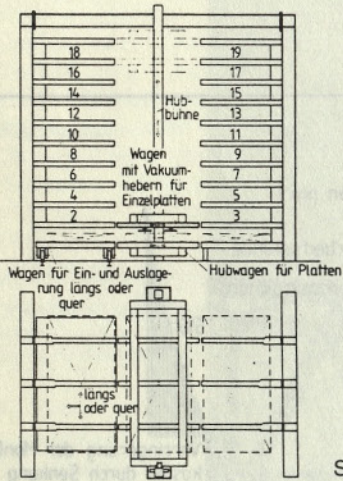 18 19
16 17
14 15
Hub-
bühne
12 13
10 11
Wagen
mit Vakuum-
hebern für
Einzelplatten
8 9
6 7
4 5
2 3
Wagen für Ein- und Auslage-
rung längs oder
quer
Hubwagen für Platten
längs
oder quer